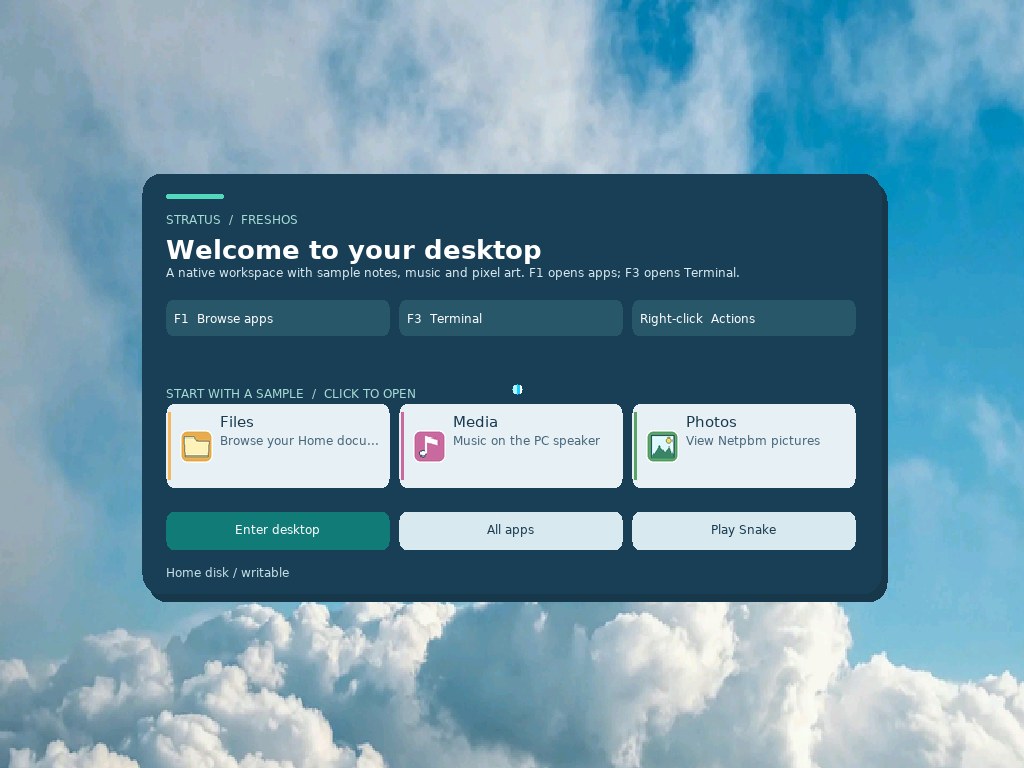 STRATUS / FRESHOS
Welcome to your desktop
A native workspace with sample notes, music and pixel art. F1 opens apps; F3 opens Terminal.
F1 Browse apps
F3 Terminal
Right-click Actions
START WITH A SAMPLE / CLICK TO OPEN
Files
Browse your Home docu...
Media
Music on the PC speaker
Photos
View Netpbm pictures
Enter desktop
All apps
Play Snake
Home disk / writable